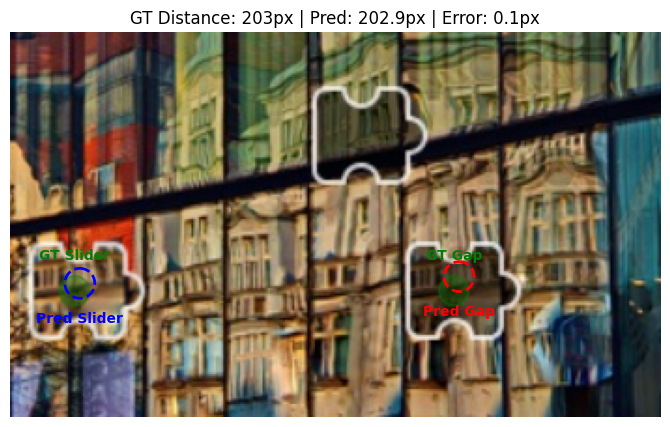 GT Distance: 203px | Pred: 202.9px | Error: 0.1px
GT Slider
GT Gap
Pred Slider
Pred Gap